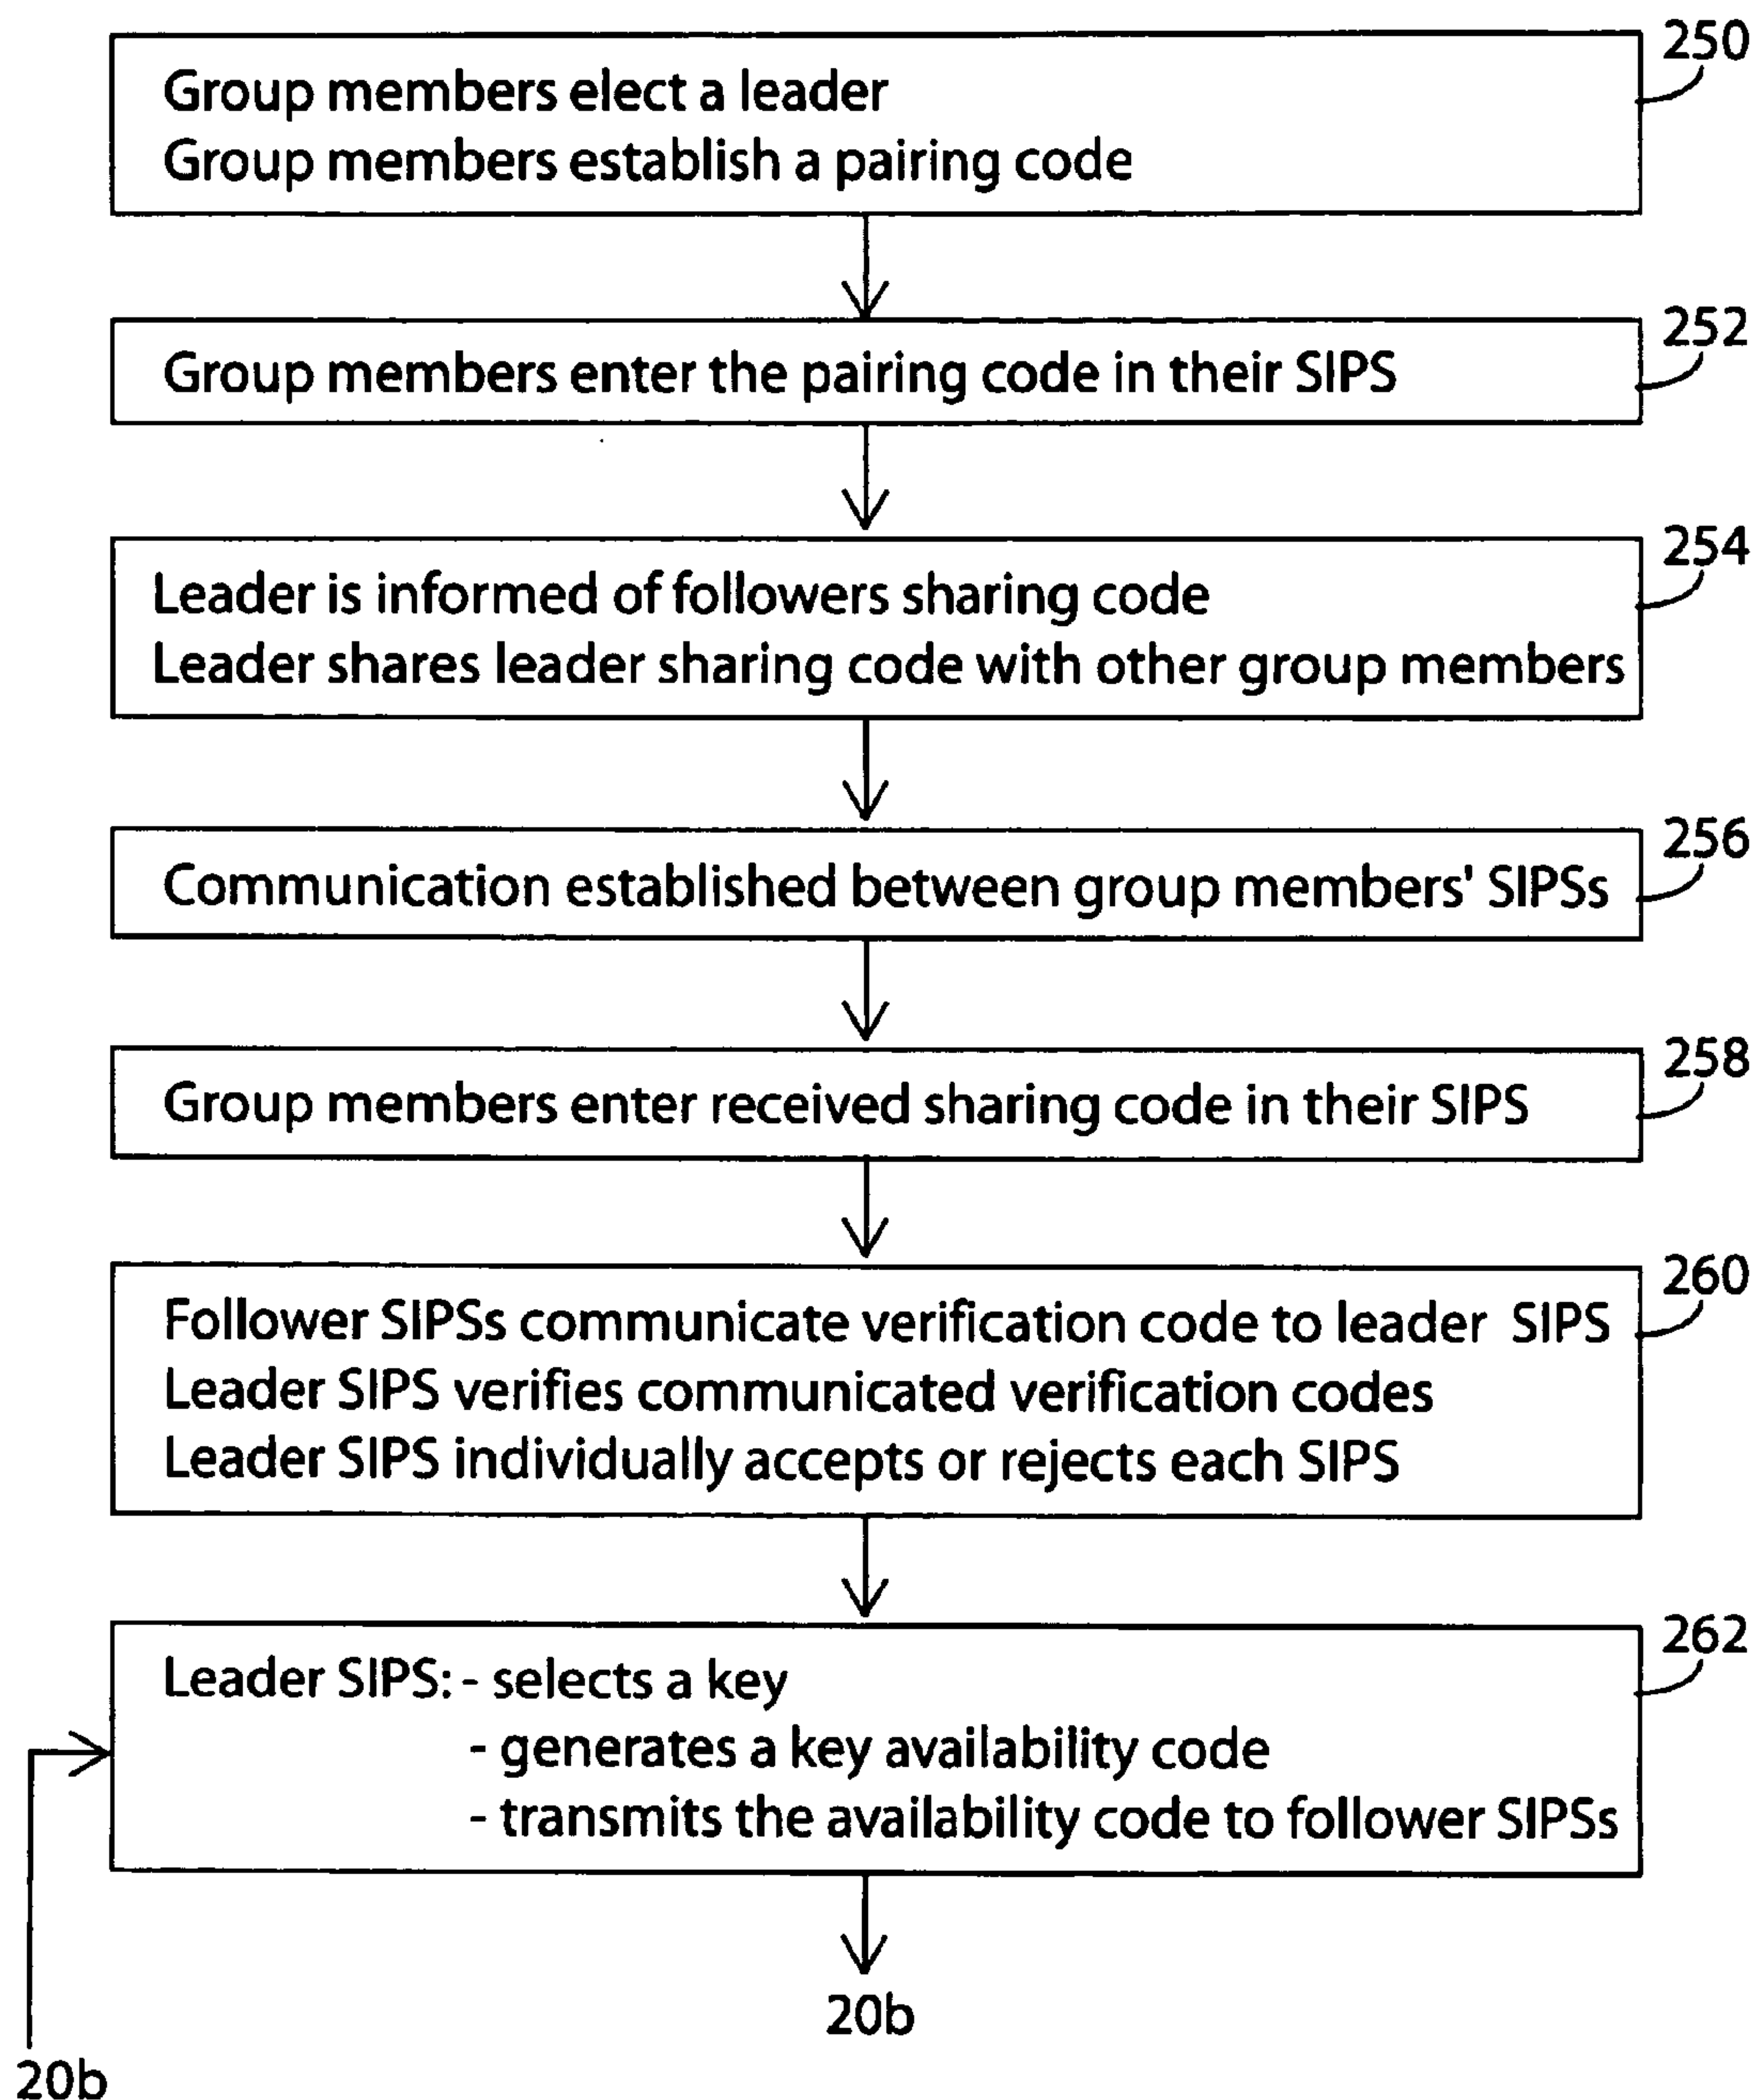 250
Group members elect a leader
Group members establish a pairing code
252
Group members enter the pairing code in their SIPS
254
Leader is informed of followers sharing code
Leader shares leader sharing code with other group members
256
Communication established between group members' SIPSs
258
Group members enter received sharing code in their SIPS
260
Follower SIPSs communicate verification code to leader SIPS
Leader SIPS verifies communicated verification codes
Leader SIPS individually accepts or rejects each SIPS
262
Leader SIPS: - selects a key
- generates a key availability code
- transmits the availability code to follower SIPSs
20b
20b